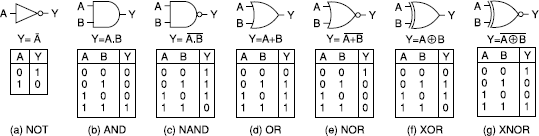 A Y
Y= A̅
A Y
0 1
1 0
(a) NOT
A
B Y
Y=A.B
A B Y
0 0 0
0 1 0
1 0 0
1 1 1
(b) AND
A
B Y
Y= A̅.̅B̅
A B Y
0 0 1
0 1 1
1 0 1
1 1 0
(c) NAND
A
B Y
Y=A+B
A B Y
0 0 0
0 1 1
1 0 1
1 1 1
(d) OR
A
B Y
Y= A̅+̅B̅
A B Y
0 0 1
0 1 0
1 0 0
1 1 0
(e) NOR
A
B Y
Y=A⊕B
A B Y
0 0 0
0 1 1
1 0 1
1 1 0
(f) XOR
A
B Y
Y=A̅⊕̅B̅
A B Y
0 0 1
0 1 0
1 0 0
1 1 1
(g) XNOR